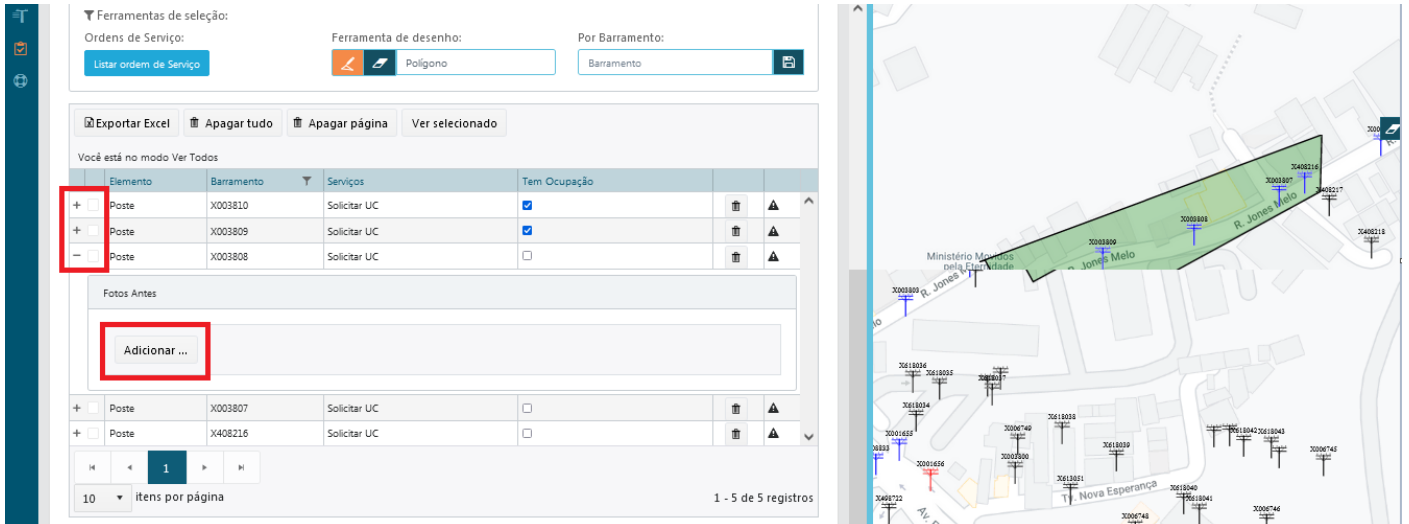 Ferramentas de seleção:
Ordens de Serviço:
Ferramenta de desenho:
Por Barramento:
Listar ordem de Serviço
Polígono
Barramento
Exportar Excel
Apagar tudo
Apagar página
Ver selecionado
Você está no modo Ver Todos
Elemento Barramento Serviços Tem Ocupação
Poste X003810 Solicitar UC
Poste X003809 Solicitar UC
Poste X003808 Solicitar UC
Fotos Antes
Adicionar ...
Poste X003807 Solicitar UC
Poste X408216 Solicitar UC
1
10 itens por página
1 - 5 de 5 registros
X408216
X003807
X408217
X003808
R. Jones Melo
X408218
X003809
Ministério Movidos
pela Eternidade
R. Jones Melo
X003803
X618036
X618035
X618034
X618038
X006749
X001655
X618042
X618043
X618039
X006745
X003800
X001656
X613051
Tv. Nova Esperança
X618040
X618041
X498722
X006748
X006746